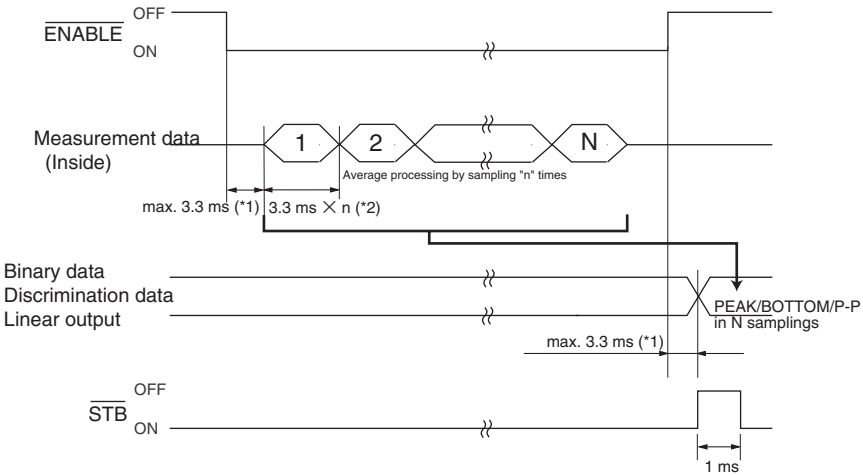 OFF
ENABLE
ON
Measurement data
(Inside)
1
2
N
Average processing by sampling "n" times
max. 3.3 ms (*1)
3.3 ms × n (*2)
Binary data
Discrimination data
Linear output
PEAK/BOTTOM/P-P
in N samplings
max. 3.3 ms (*1)
OFF
STB
ON
1 ms